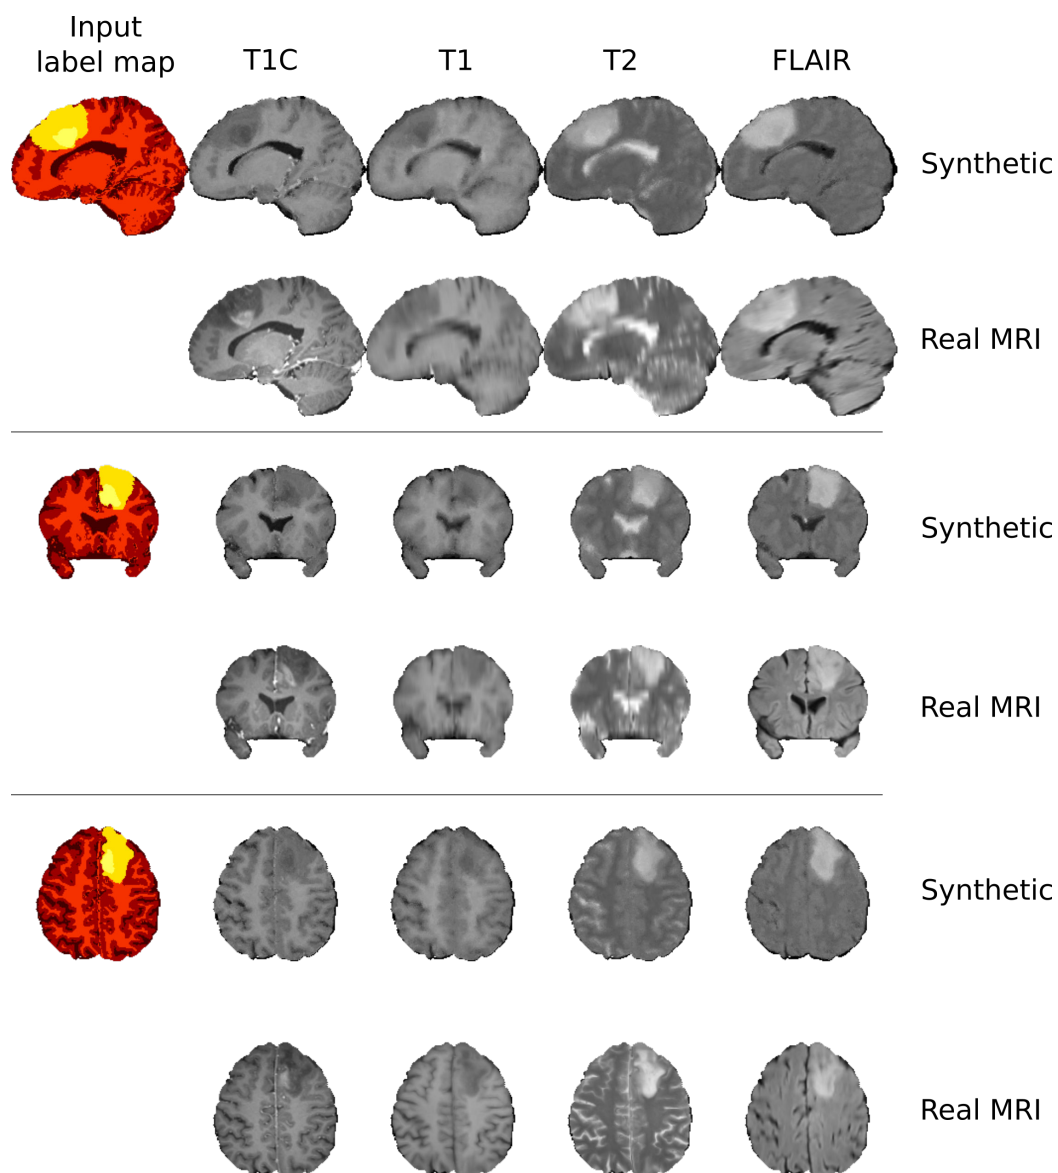 Input
label map
T1C
T1
T2
FLAIR
Synthetic
Real MRI
Synthetic
Real MRI
Synthetic
Real MRI